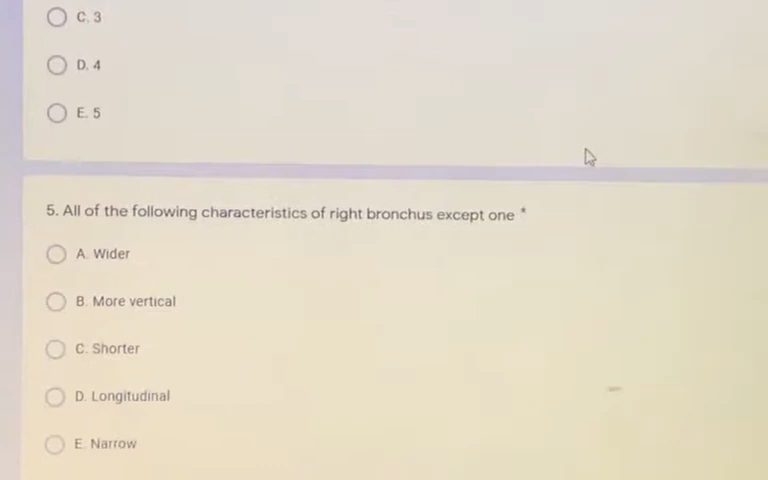 C. 3
D. 4
E. 5
5. All of the following characteristics of right bronchus except one *
A. Wider
B. More vertical
C. Shorter
D. Longitudinal
E. Narrow